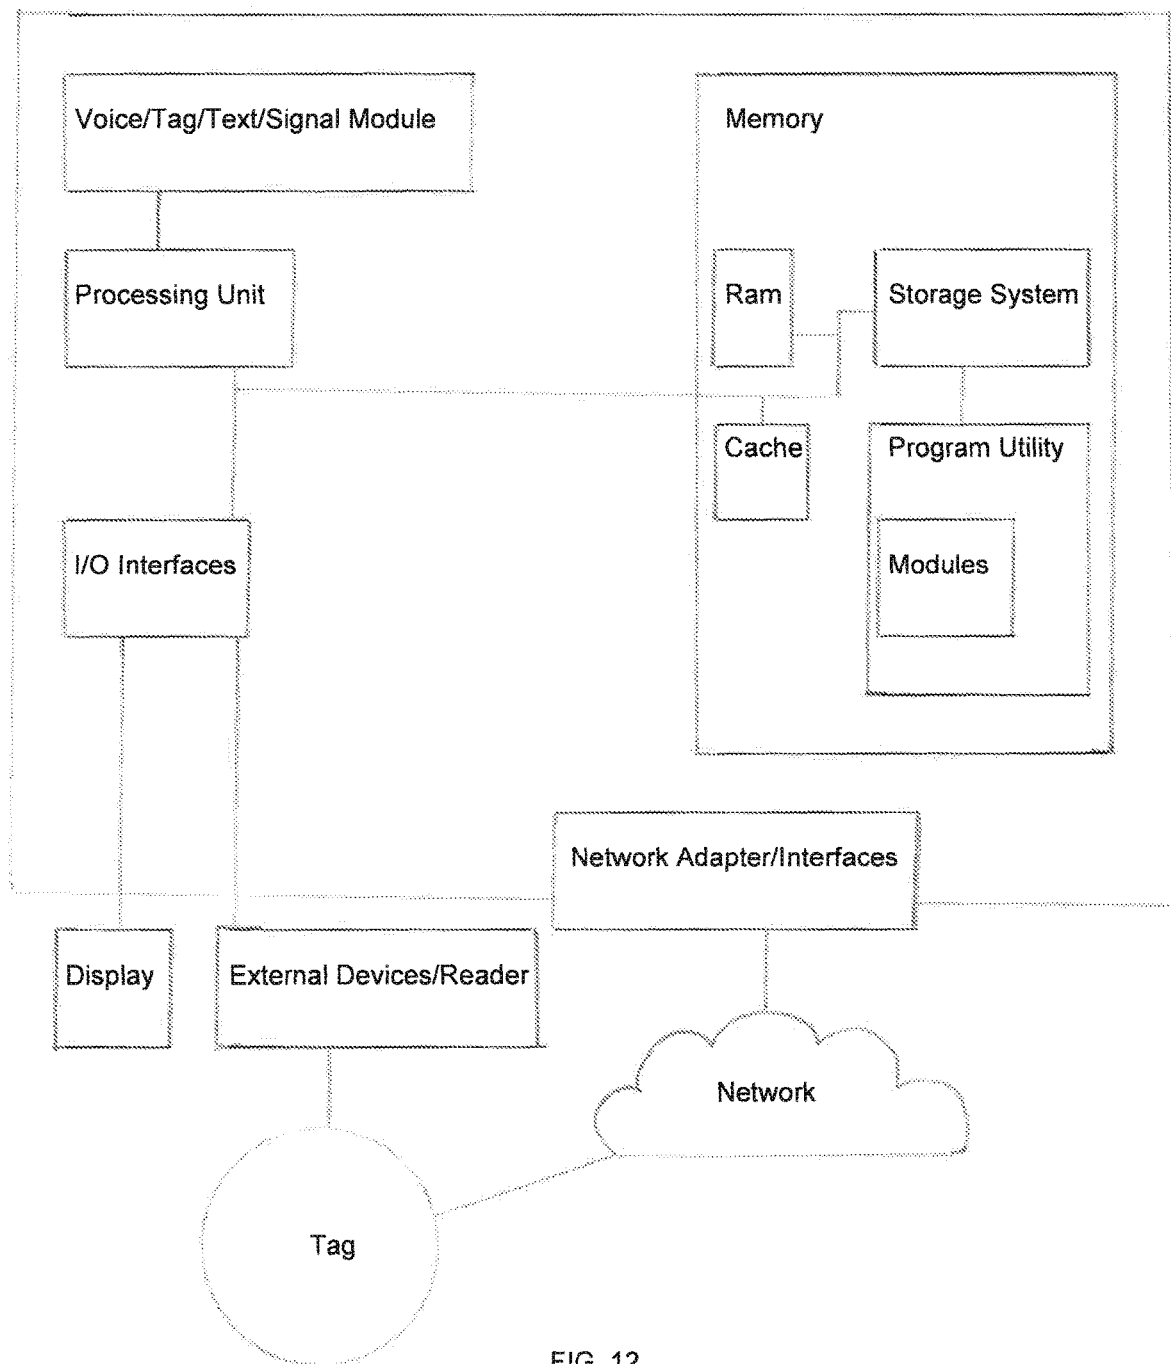 Voice/Tag/Text/Signal Module
Memory
Processing Unit
Ram
Storage System
Cache
Program Utility
I/O Interfaces
Modules
Network Adapter/Interfaces
Display
External Devices/Reader
Network
Tag
FIG. 12